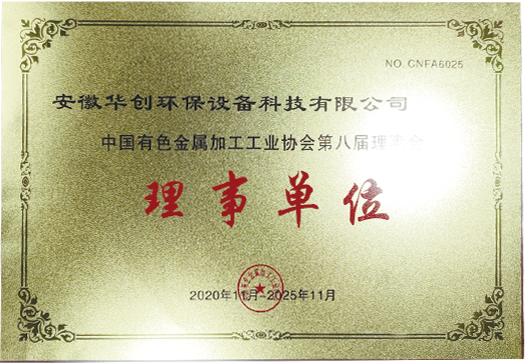 NO. CNFA6025
安徽华创环保设备科技有限公司
中国有色金属加工工业协会第八届理事会
理事单位
2020年11月-2025年11月